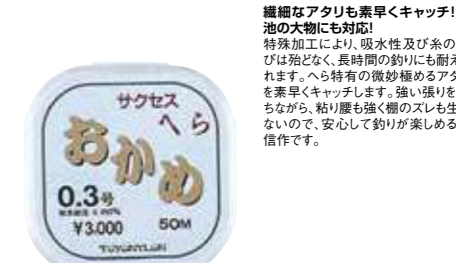 繊細なアタリも素早くキャッチ!
池の大物にも対応!
特殊加工により、吸水性及び糸の
びは殆どなく、長時間の釣りにも耐え
れます。へら特有の微妙極めるアタ
を素早くキャッチします。強い張りを
ちながら、粘り腰も強く棚のズレも生
ないので、安心して釣りが楽しめる
信作です。
サクセス
へら
おかめ
0.3号
¥3,000
50M